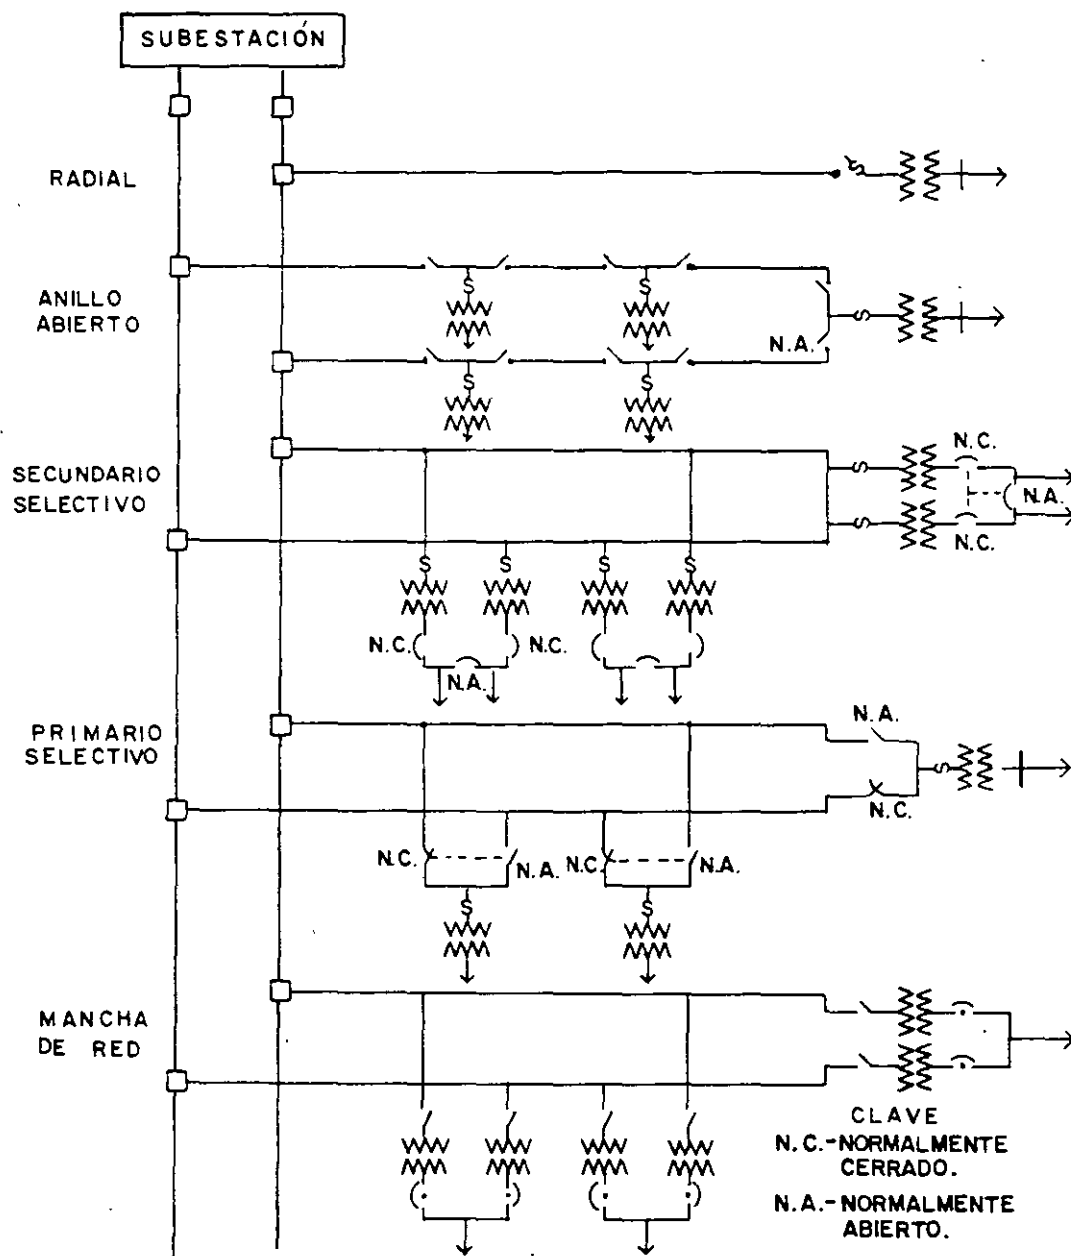 SUBESTACIÓN
RADIAL
ANILLO
ABIERTO
S
S
S
N.A.
S
S
SECUNDARIO
SELECTIVO
S
S
N.C.
N.A.
N.C.
S
S
S
S
N.C.
N.C.
N.A.
PRIMARIO
SELECTIVO
N.A.
S
N.C.
N.C.
N.A.
N.C.
N.A.
S
S
MANCHA
DE RED
CLAVE
N.C.-NORMALMENTE
CERRADO.
N.A.-NORMALMENTE
ABIERTO.